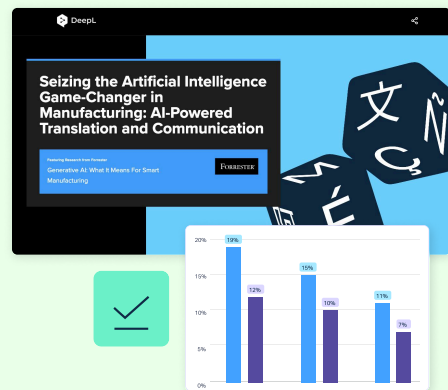 DeepL
Seizing the Artificial Intelligence
Game-Changer in
Manufacturing: AI-Powered
Translation and Communication
Featuring Research from Forrester
Generative AI: What It Means For Smart
Manufacturing
FORRESTER
文 Ñ
Ç
É
20%
19%
15%
15%
12%
11%
10%
10%
7%
5%
0%